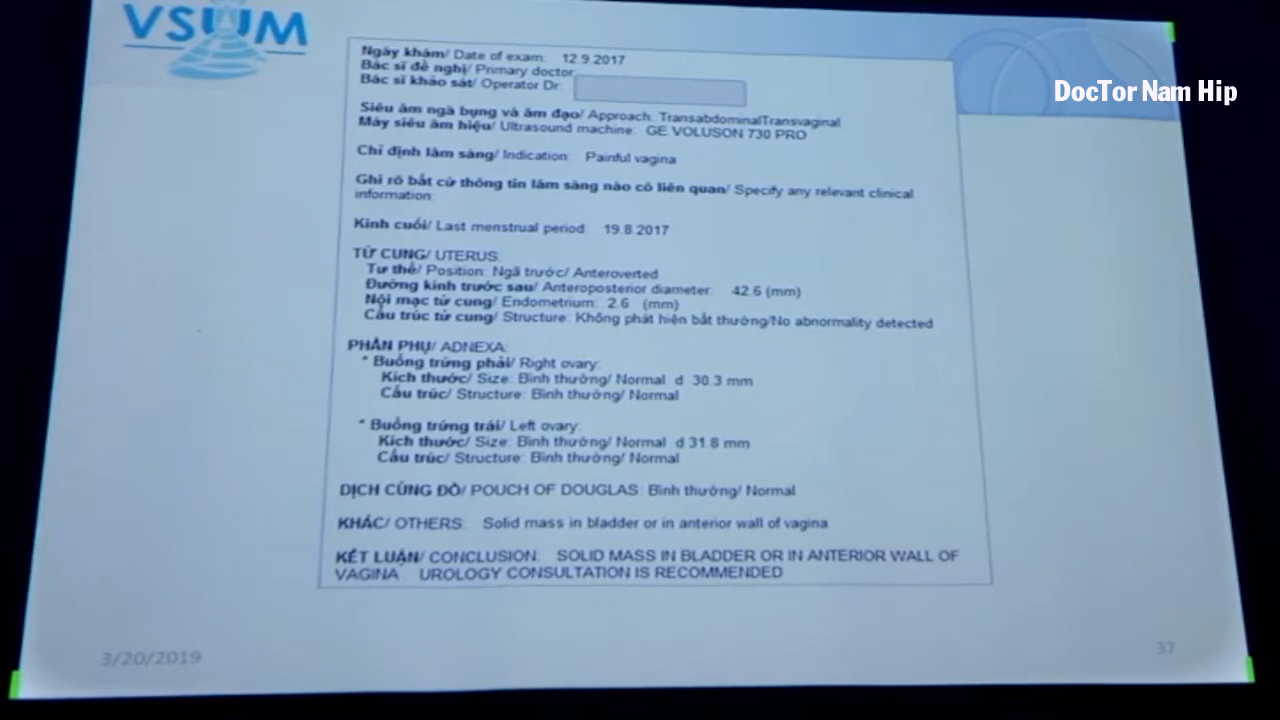 VSUM
DocTor Nam Hip
Ngày khám/ Date of exam: 12.9.2017
Bác sĩ đề nghị/ Primary doctor:
Bác sĩ khảo sát/ Operator Dr:
Siêu âm ngã bụng và âm đạo/ Approach: TransabdominalTransvaginal
Máy siêu âm hiệu/ Ultrasound machine: GE VOLUSON 730 PRO
Chỉ định lâm sàng/ Indication: Painful vagina
Ghi rõ bất cứ thông tin lâm sàng nào có liên quan/ Specify any relevant clinical
information:
Kinh cuối/ Last menstrual period: 19.8.2017
TỬ CUNG/ UTERUS:
Tư thế/ Position: Ngã trước/ Anteroverted
Đường kính trước sau/ Anteroposterior diameter: 42.6 (mm)
Nội mạc tử cung/ Endometrium: 2.6 (mm)
Cấu trúc tử cung/ Structure: Không phát hiện bất thường/No abnormality detected
PHẦN PHỤ/ ADNEXA:
* Buồng trứng phải/ Right ovary:
Kích thước/ Size: Bình thường/ Normal d 30.3 mm
Cấu trúc/ Structure: Bình thường/ Normal
* Buồng trứng trái/ Left ovary:
Kích thước/ Size: Bình thường/ Normal d 31.8 mm
Cấu trúc/ Structure: Bình thường/ Normal
DỊCH CÙNG ĐỒ/ POUCH OF DOUGLAS: Bình thường/ Normal
KHÁC/ OTHERS: Solid mass in bladder or in anterior wall of vagina
KẾT LUẬN/ CONCLUSION: SOLID MASS IN BLADDER OR IN ANTERIOR WALL OF
VAGINA. UROLOGY CONSULTATION IS RECOMMENDED
3/20/2019
37